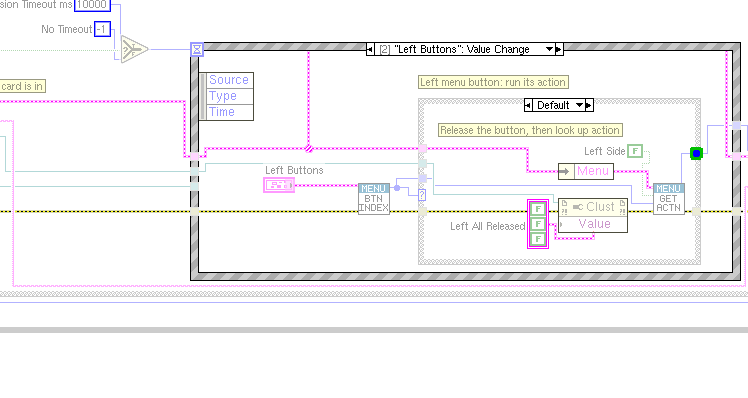 sion Timeout ms 10000
No Timeout -1
?
[2] "Left Buttons": Value Change
card is in
Source
Type
Time
Left menu button: run its action
Default
Release the button, then look up action
Left Side F
Left Buttons
Menu
MENU
BTN
INDEX
?
MENU
GET
ACTN
Left All Released
F
F
F
?! Clust ?!
Value